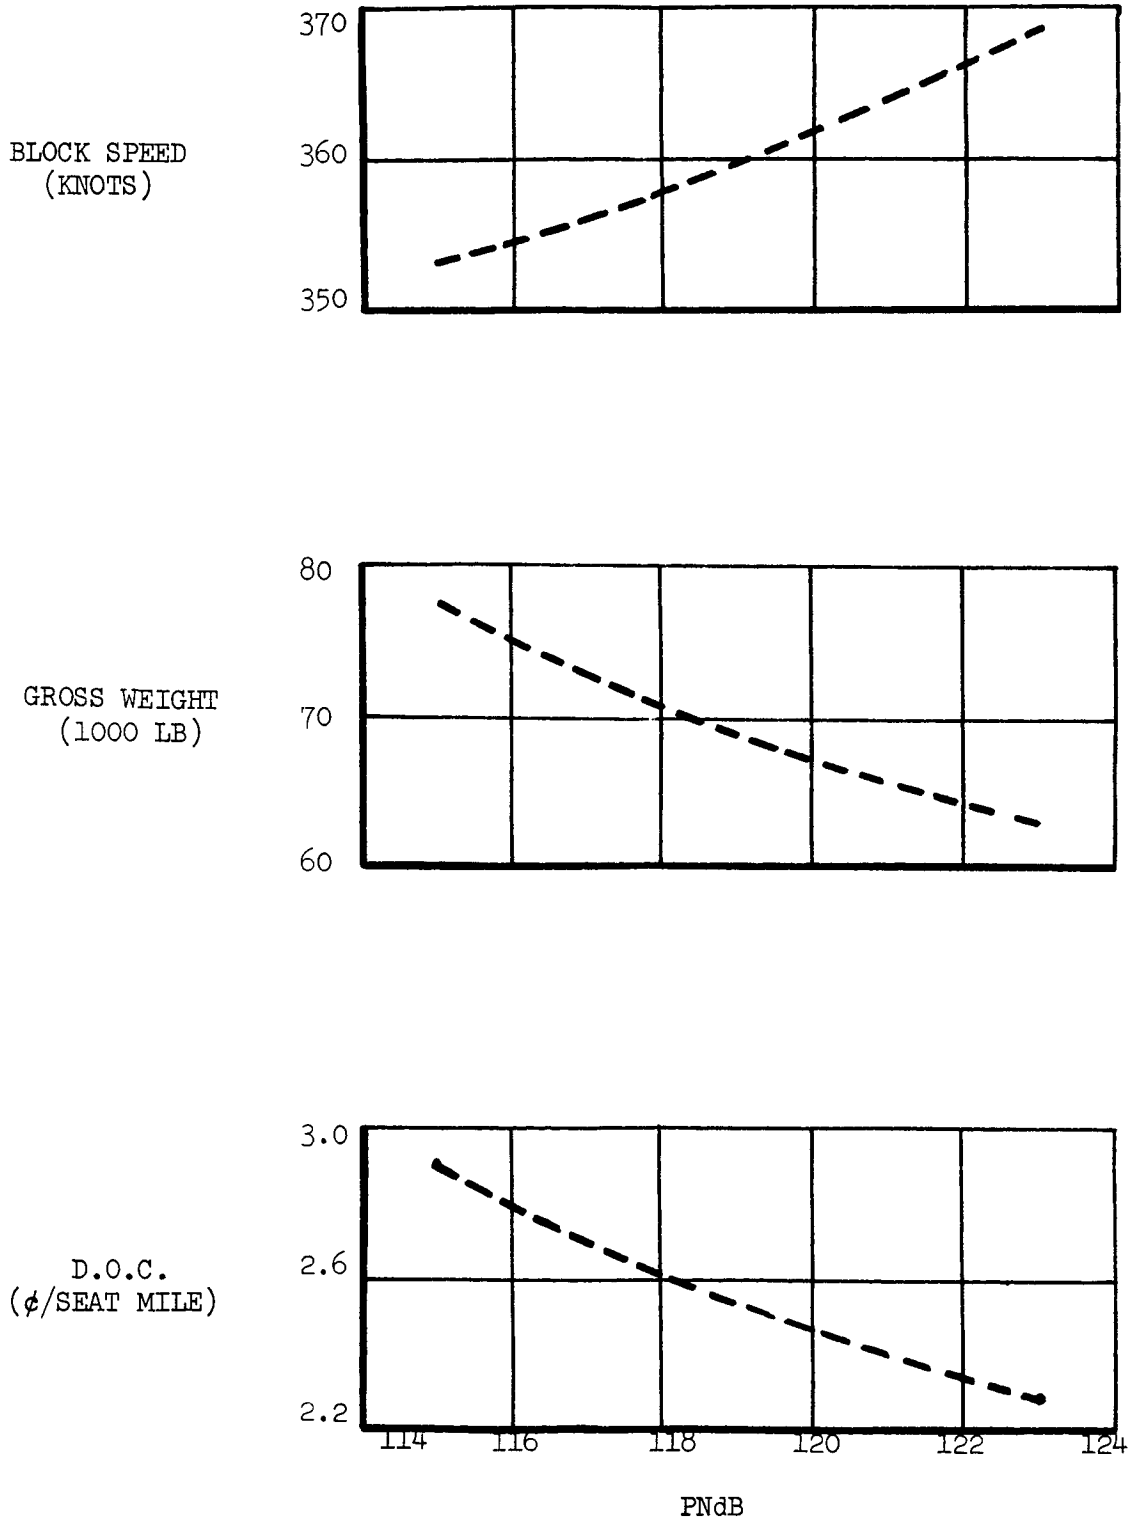 370
BLOCK SPEED
(KNOTS)
360
350
80
GROSS WEIGHT
(1000 LB)
70
60
3.0
D.O.C.
(¢/SEAT MILE)
2.6
2.2
114 116 118 120 122 124
PNdB